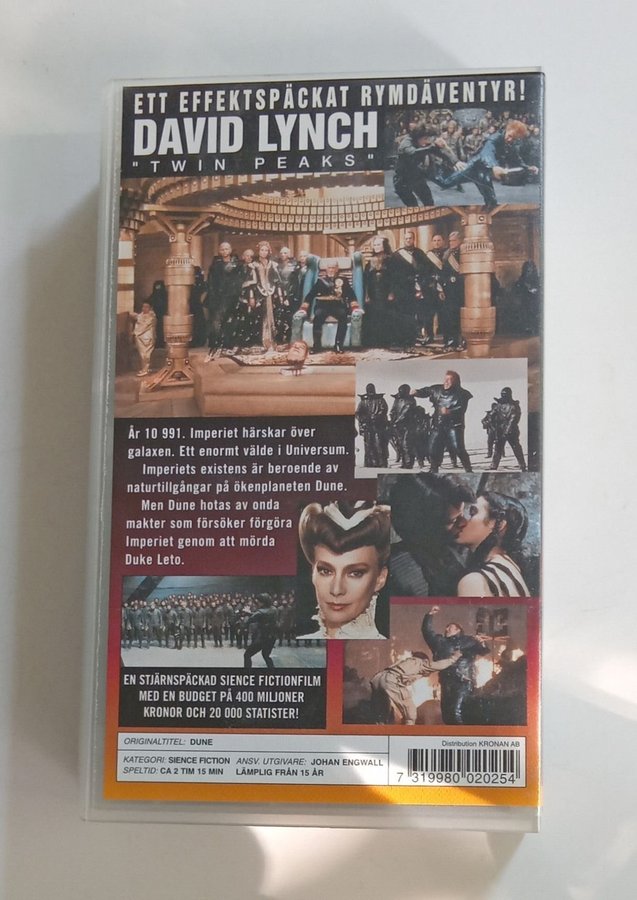 ETT EFFEKTSPÄCKAT RYMDÄVENTYR!
DAVID LYNCH
"TWIN PEAKS"
År 10 991. Imperiet härskar över
galaxen. Ett enormt välde i Universum.
Imperiets existens är beroende av
naturtillgångar på ökenplaneten Dune.
Men Dune hotas av onda
makter som försöker förgöra
Imperiet genom att mörda
Duke Leto.
EN STJÄRNSPÄCKAD SIENCE FICTIONFILM
MED EN BUDGET PÅ 400 MILJONER
KRONOR OCH 20 000 STATISTER!
ORIGINALTITEL: DUNE
KATEGORI: SIENCE FICTION ANSV. UTGIVARE: JOHAN ENGWALL
SPELTID: CA 2 TIM 15 MIN LÄMPLIG FRÅN 15 ÅR
Distribution KRONAN AB
7 319980 020254